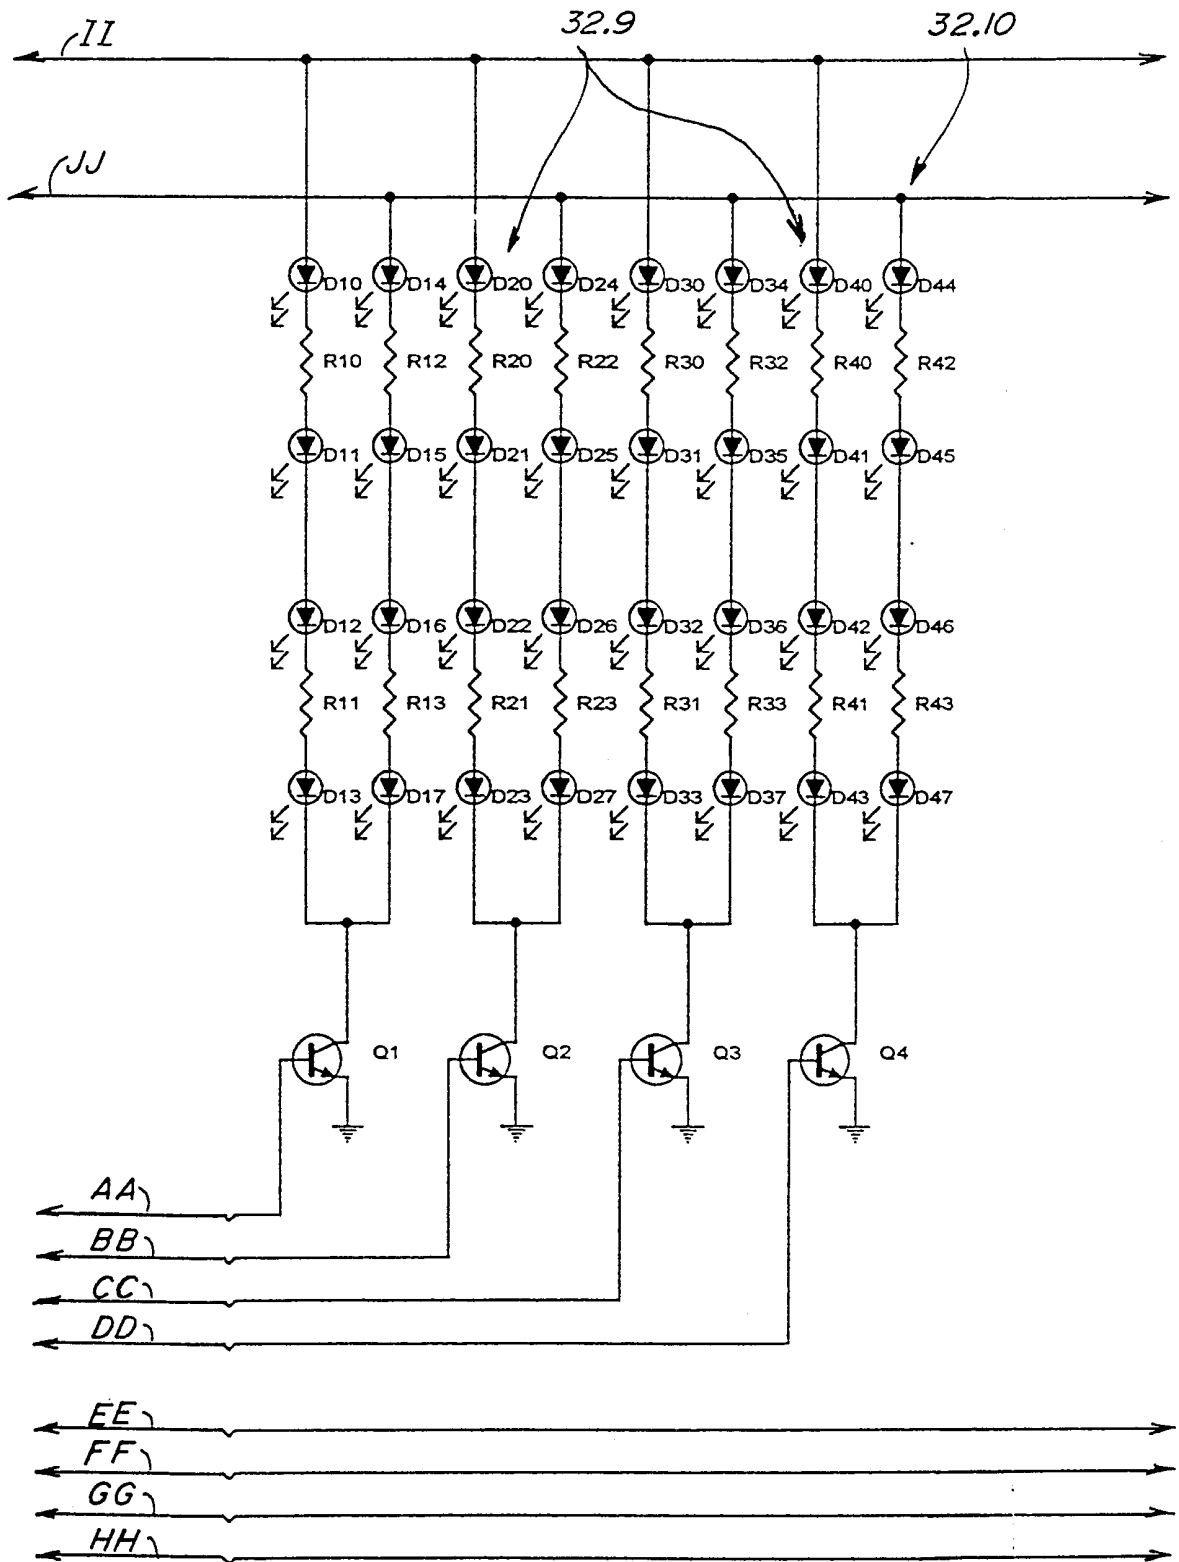 32.9 32.10
II
JJ
D10 D14 D20 D24 D30 D34 D40 D44
R10 R12 R20 R22 R30 R32 R40 R42
D11 D15 D21 D25 D31 D35 D41 D45
D12 D16 D22 D26 D32 D36 D42 D46
R11 R13 R21 R23 R31 R33 R41 R43
D13 D17 D23 D27 D33 D37 D43 D47
Q1 Q2 Q3 Q4
AA
BB
CC
DD
EE
FF
GG
HH